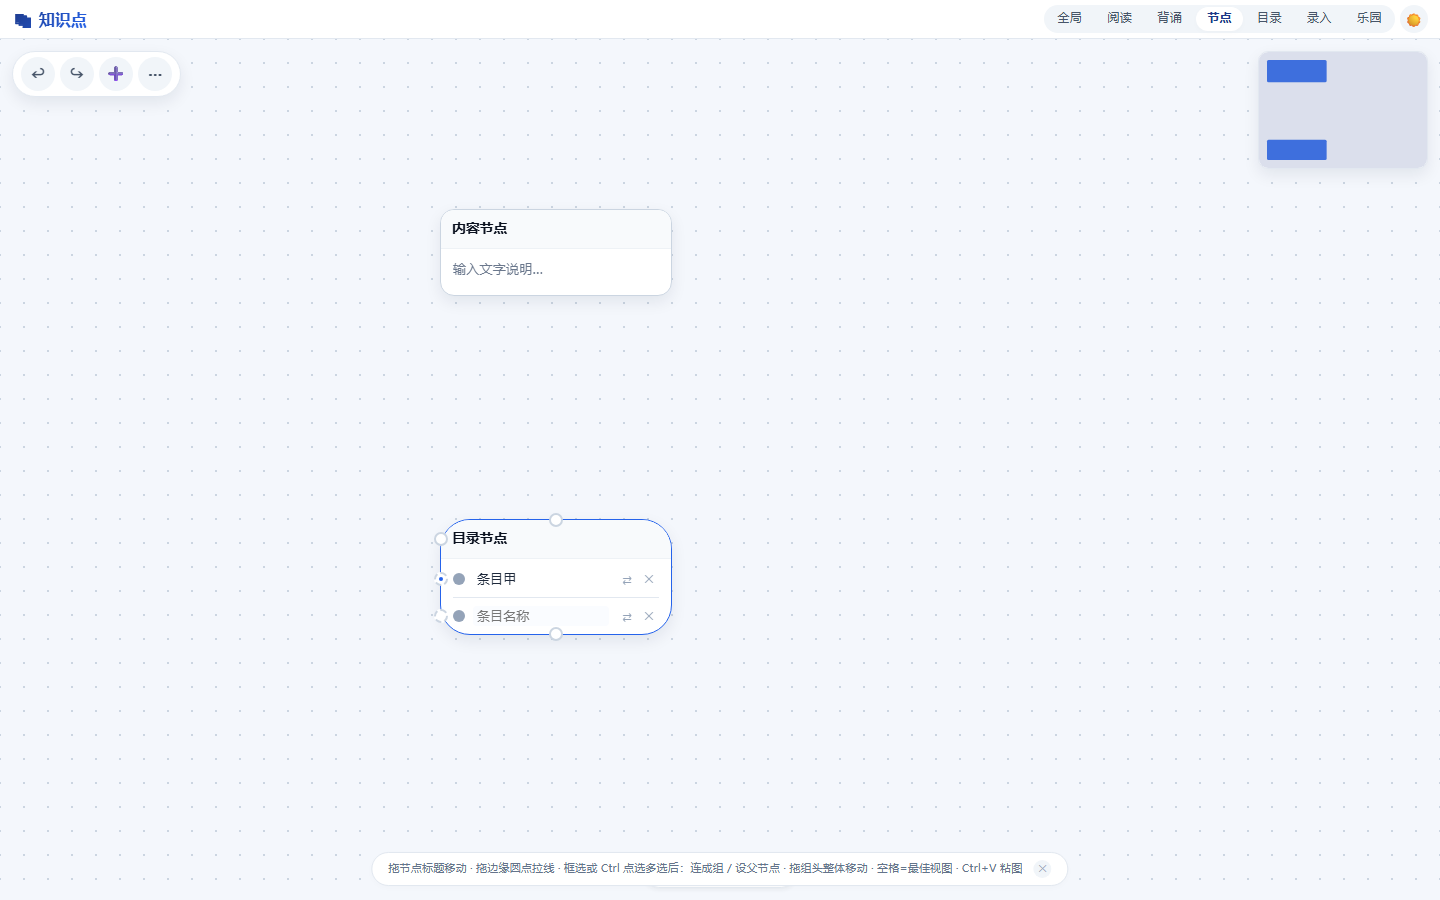 知识点
全局 阅读 背诵 节点 目录 录入 乐园
内容节点
输入文字说明...
目录节点
条目甲
条目名称
拖节点标题移动 · 拖边缘圆点拉线 · 框选或 Ctrl 点选多选后：连成组 / 设父节点 · 拖组头整体移动 · 空格=最佳视图 · Ctrl+V 粘图